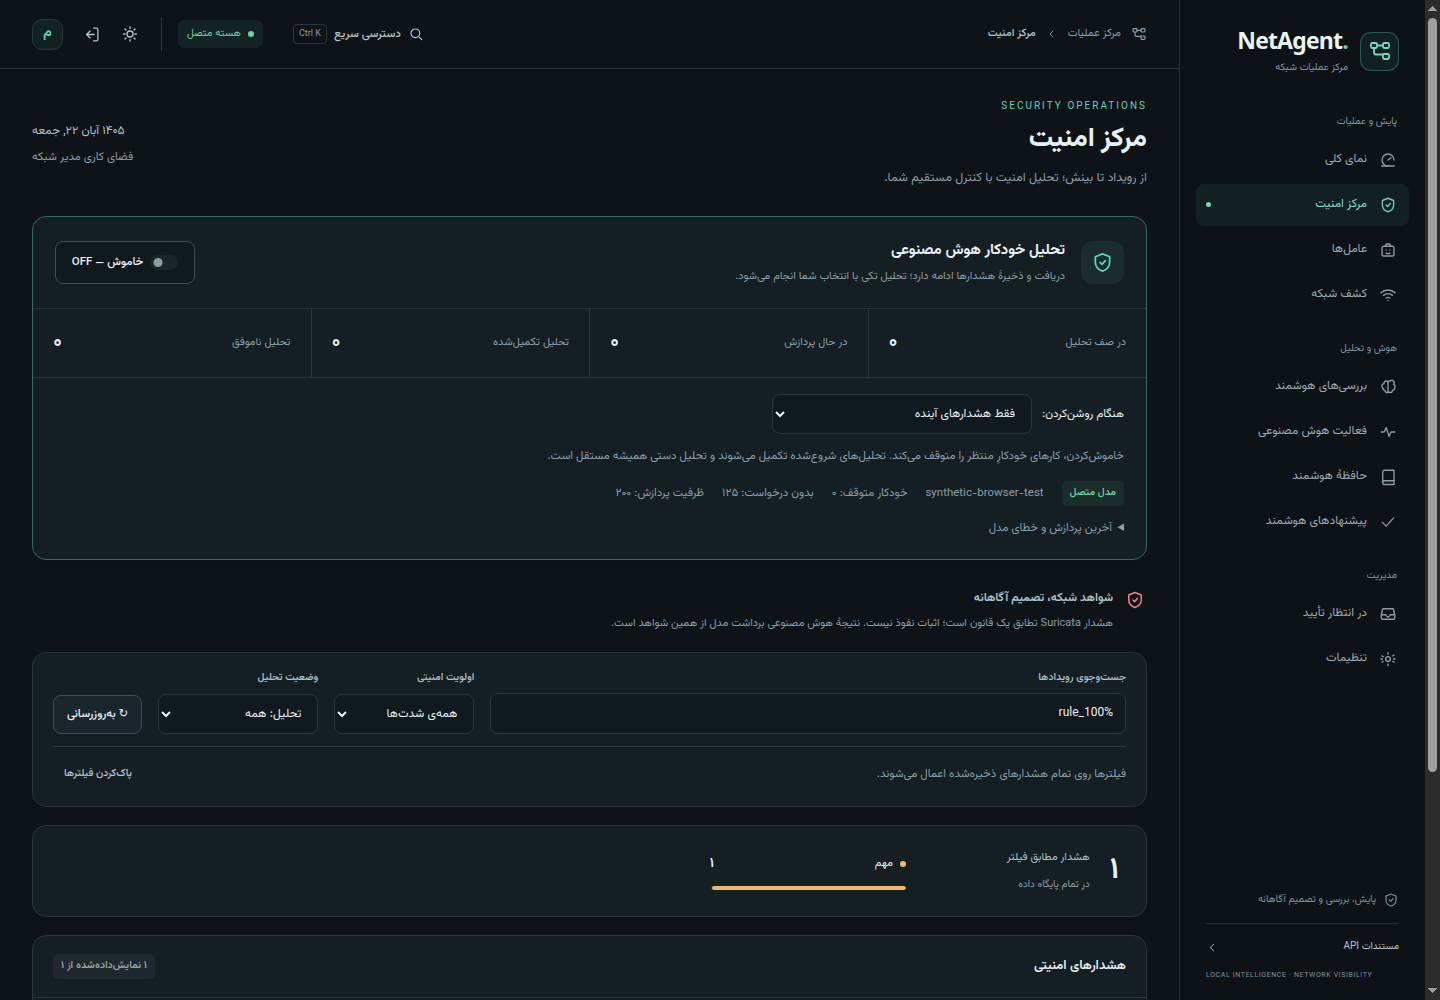 NetAgent.
مرکز عملیات شبکه
پایش و عملیات
نمای کلی
مرکز امنیت
عامل‌ها
کشف شبکه
هوش و تحلیل
بررسی‌های هوشمند
فعالیت هوش مصنوعی
حافظهٔ هوشمند
پیشنهادهای هوشمند
مدیریت
در انتظار تأیید
تنظیمات
پایش، بررسی و تصمیم آگاهانه
مستندات API
LOCAL INTELLIGENCE · NETWORK VISIBILITY
مرکز عملیات
مرکز امنیت
دسترسی سریع Ctrl K
هسته متصل
م
SECURITY OPERATIONS
مرکز امنیت
از رویداد تا بینش؛ تحلیل امنیت با کنترل مستقیم شما.
۱۴۰۵ آبان ۲۲, جمعه
فضای کاری مدیر شبکه
تحلیل خودکار هوش مصنوعی
دریافت و ذخیرهٔ هشدارها ادامه دارد؛ تحلیل تکی با انتخاب شما انجام می‌شود.
خاموش — OFF
در صف تحلیل ۰
در حال پردازش ۰
تحلیل تکمیل‌شده ۰
تحلیل ناموفق ۰
هنگام روشن‌کردن: فقط هشدارهای آینده
خاموش‌کردن، کارهای خودکارِ منتظر را متوقف می‌کند. تحلیل‌های شروع‌شده تکمیل می‌شوند و تحلیل دستی همیشه مستقل است.
مدل متصل synthetic-browser-test خودکار متوقف: ۰ بدون درخواست: ۱۲۵ ظرفیت پردازش: ۲۰۰
آخرین پردازش و خطای مدل
شواهد شبکه، تصمیم آگاهانه
هشدار Suricata تطابق یک قانون است؛ اثبات نفوذ نیست. نتیجهٔ هوش مصنوعی برداشت مدل از همین شواهد است.
جست‌وجوی رویدادها
rule_100%
اولویت امنیتی
همه‌ی شدت‌ها
وضعیت تحلیل
تحلیل: همه
↻ به‌روزرسانی
فیلترها روی تمام هشدارهای ذخیره‌شده اعمال می‌شوند.
پاک‌کردن فیلترها
۱
هشدار مطابق فیلتر
در تمام پایگاه داده
مهم ۱
هشدارهای امنیتی
۱ نمایش‌داده‌شده از ۱